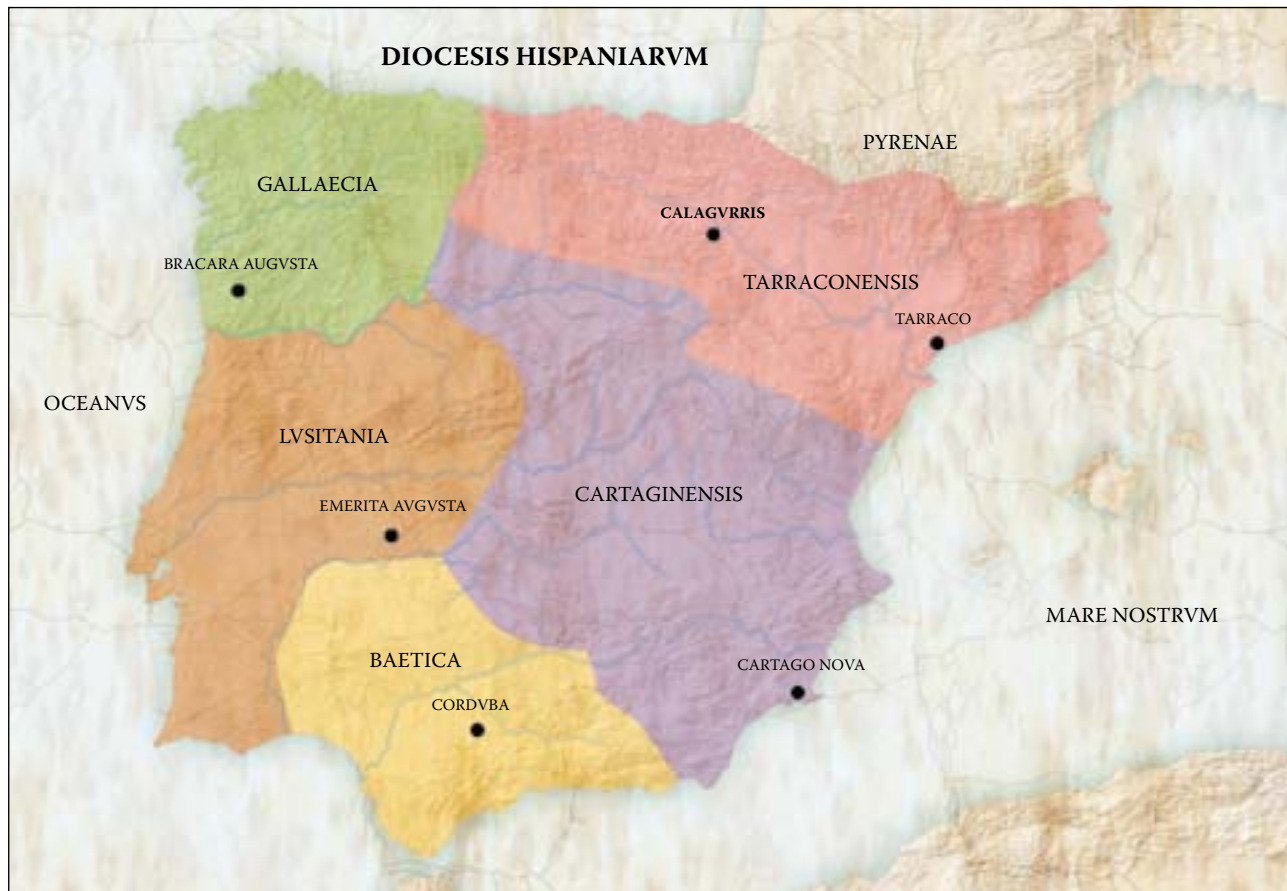 DIOCESIS HISPANIARVM
PYRENAE
GALLAECIA
CALAGVRRIS
BRACARA AUGVSTA
TARRACONENSIS
TARRACO
OCEANVS
LVSITANIA
CARTAGINENSIS
EMERITA AVGVSTA
MARE NOSTRVM
BAETICA
CARTAGO NOVA
CORDVBA